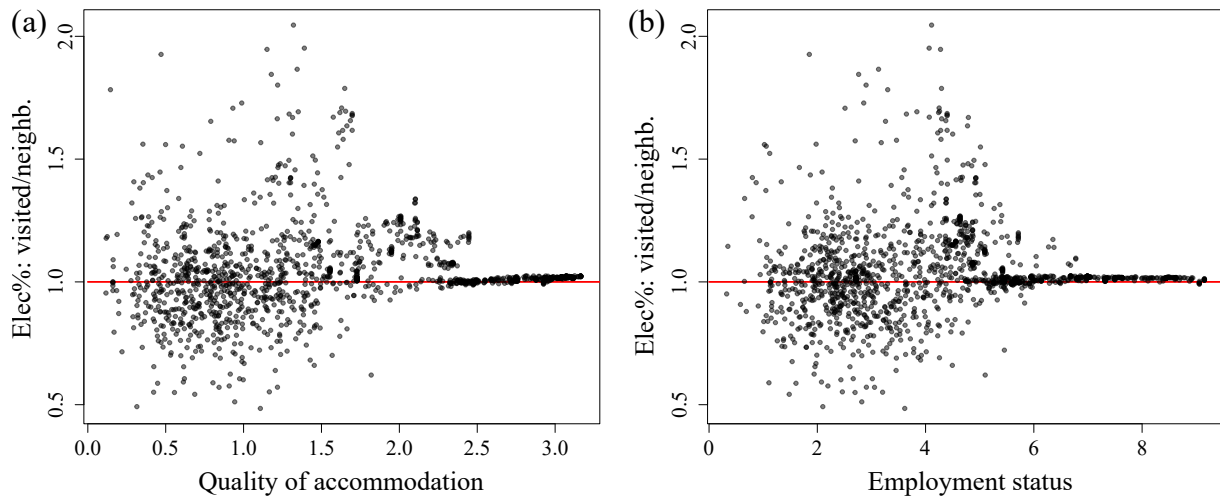 (a)
Elec%: visited/neighb.
2.0
1.5
1.0
0.5
0.0 0.5 1.0 1.5 2.0 2.5 3.0
Quality of accommodation
(b)
Elec%: visited/neighb.
2.0
1.5
1.0
0.5
0 2 4 6 8
Employment status